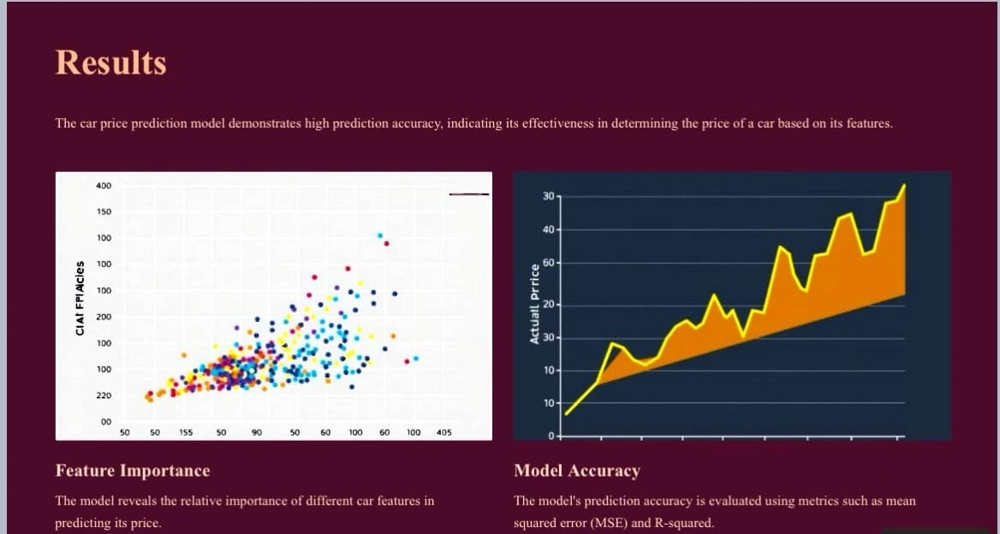 Results
The car price prediction model demonstrates high prediction accuracy, indicating its effectiveness in determining the price of a car based on its features.
400
150
100
100
100
200
100
100
220
00
50 50 155 50 90 50 60 100 60 100 405
30
40
60
20
30
10
10
0
Actuatl Prrice
Feature Importance
The model reveals the relative importance of different car features in
predicting its price.
Model Accuracy
The model's prediction accuracy is evaluated using metrics such as mean
squared error (MSE) and R-squared.